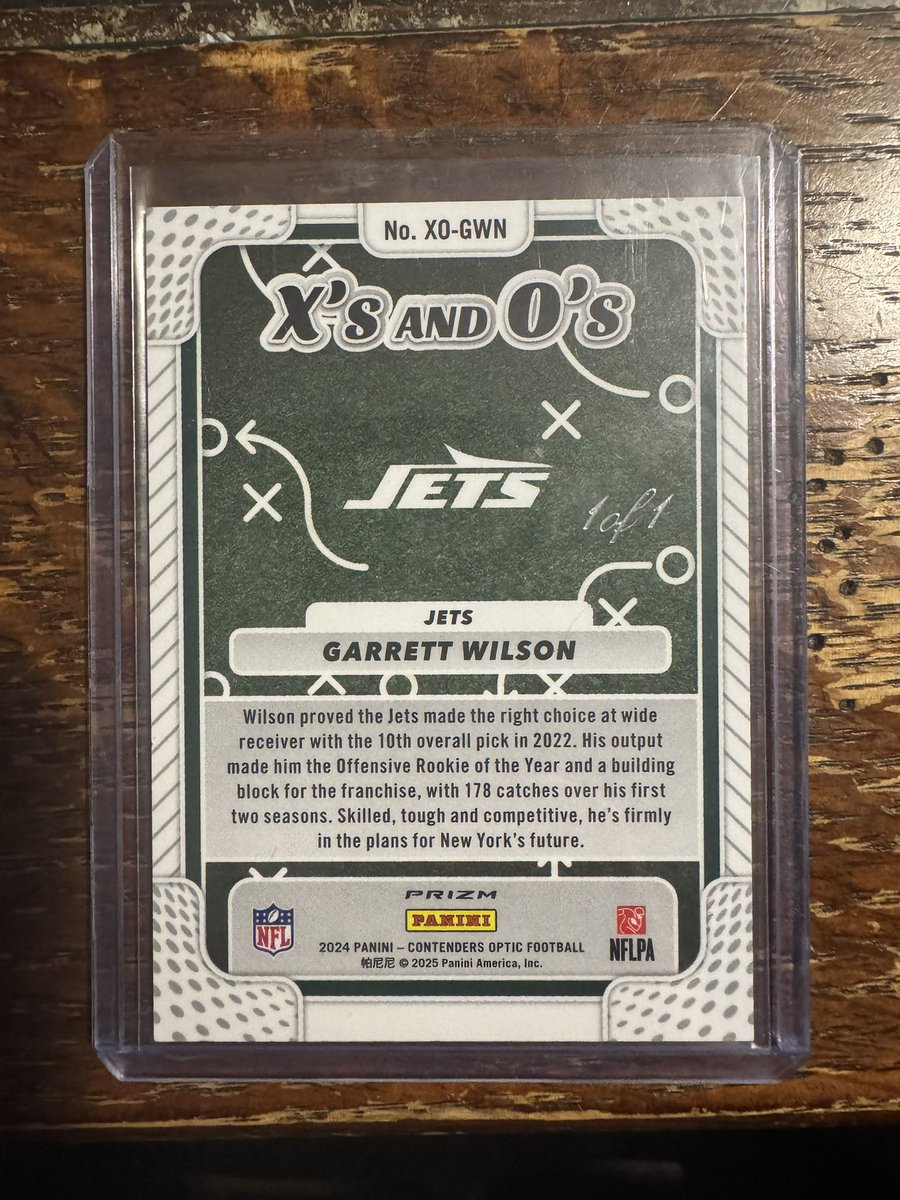 No. XO-GWN
X's AND O's
JETS
1 of 1
JETS
GARRETT WILSON
Wilson proved the Jets made the right choice at wide
receiver with the 10th overall pick in 2022. His output
made him the Offensive Rookie of the Year and a building
block for the franchise, with 178 catches over his first
two seasons. Skilled, tough and competitive, he's firmly
in the plans for New York's future.
PRIZM
PANINI
NFL
2024 PANINI – CONTENDERS OPTIC FOOTBALL
帕尼尼 © 2025 Panini America, Inc.
NFLPA